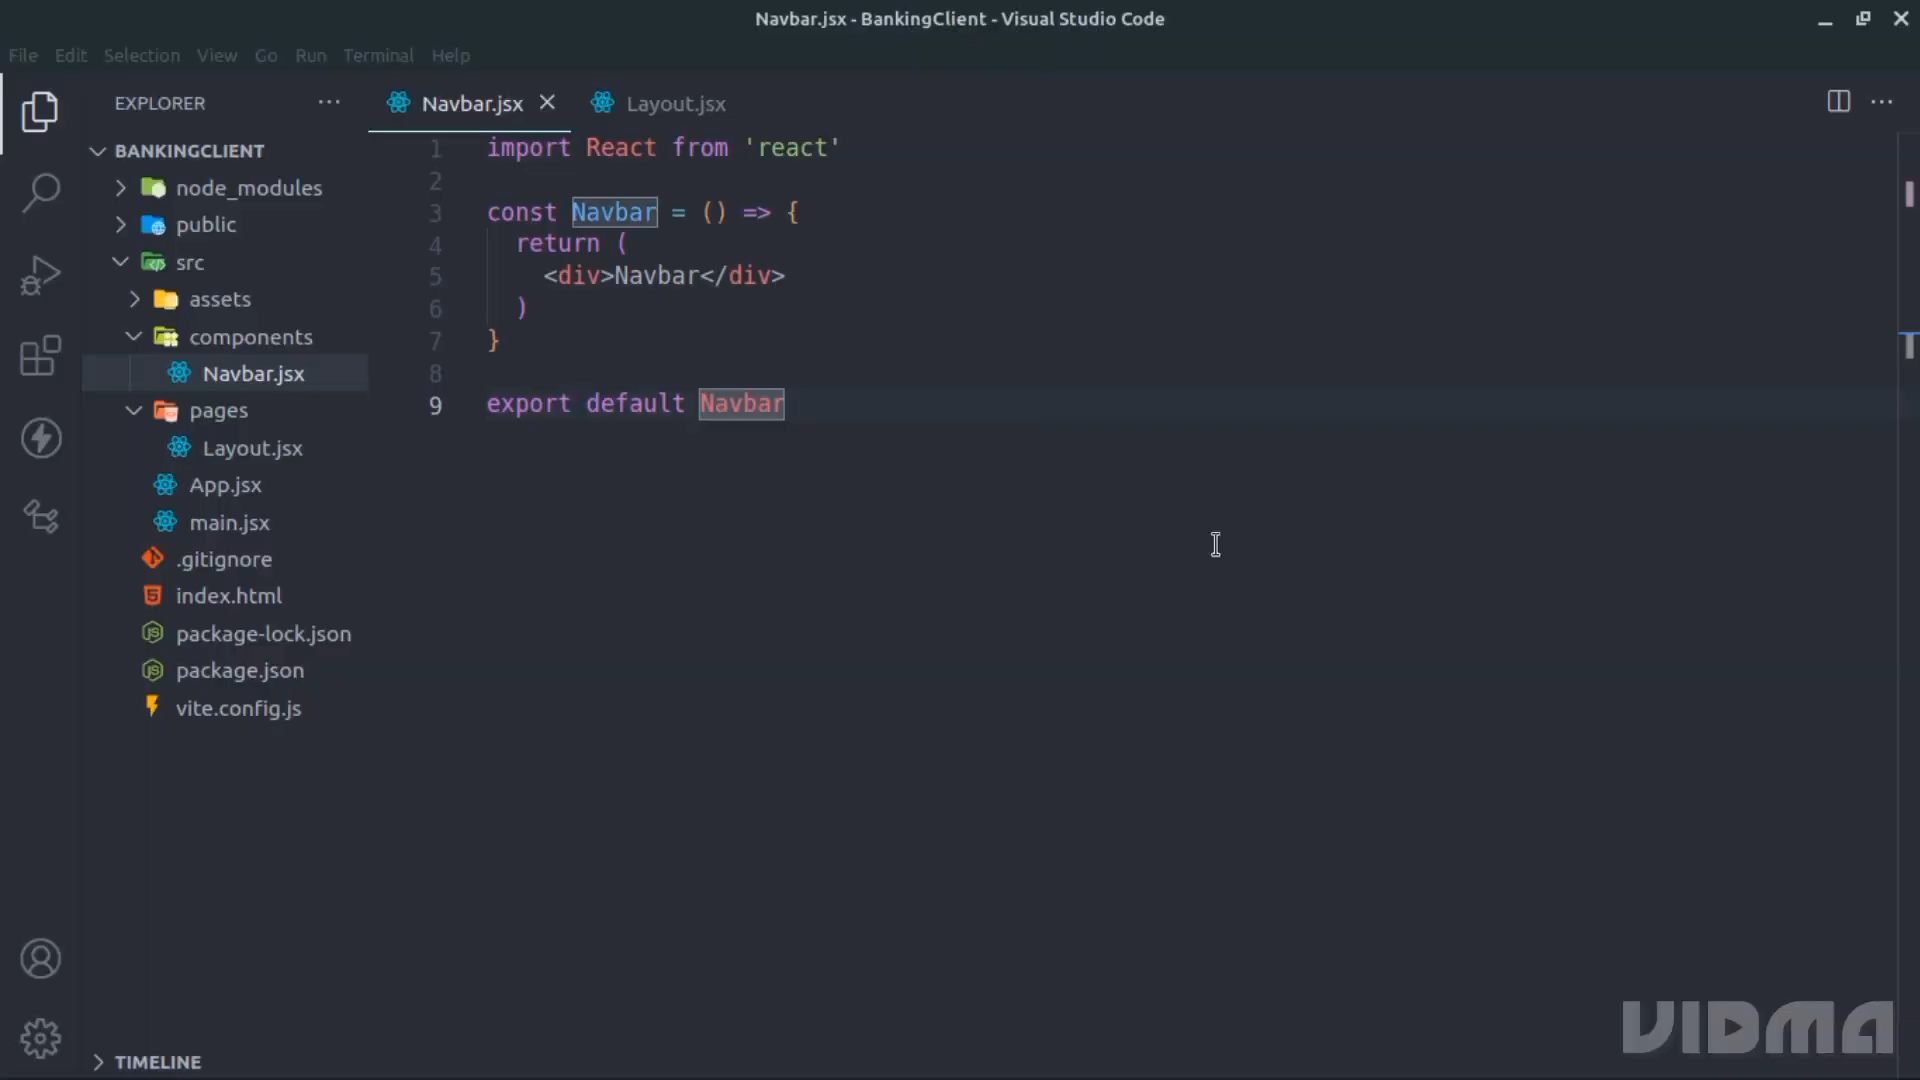 Navbar.jsx - BankingClient - Visual Studio Code
File Edit Selection View Go Run Terminal Help
EXPLORER
BANKINGCLIENT
node_modules
public
src
assets
components
Navbar.jsx
pages
Layout.jsx
App.jsx
main.jsx
.gitignore
index.html
package-lock.json
package.json
vite.config.js
TIMELINE
Navbar.jsx
Layout.jsx
1 import React from 'react'
2
3 const Navbar = () => {
4 return (
5 <div>Navbar</div>
6 )
7 }
8
9 export default Navbar
VIDMA